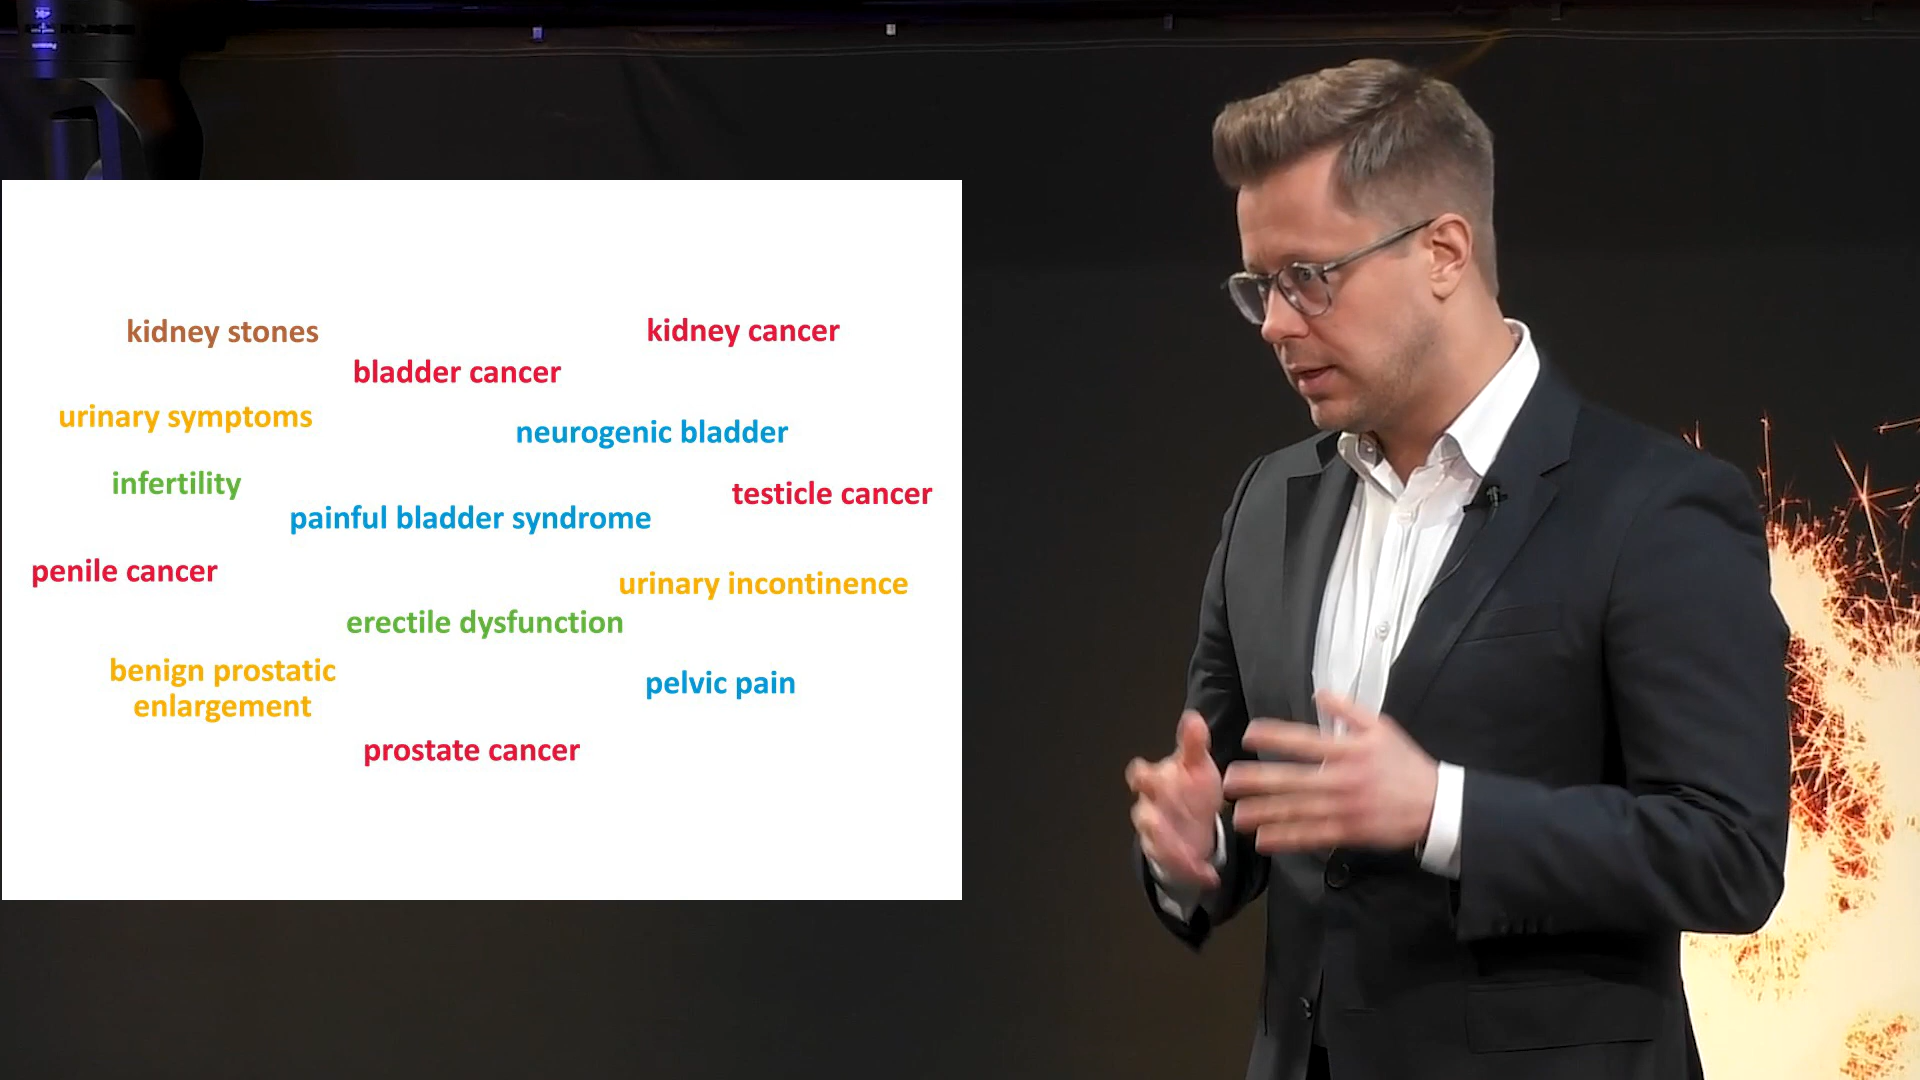 kidney stones
kidney cancer
bladder cancer
urinary symptoms
neurogenic bladder
infertility
testicle cancer
painful bladder syndrome
penile cancer
urinary incontinence
erectile dysfunction
benign prostatic
enlargement
pelvic pain
prostate cancer